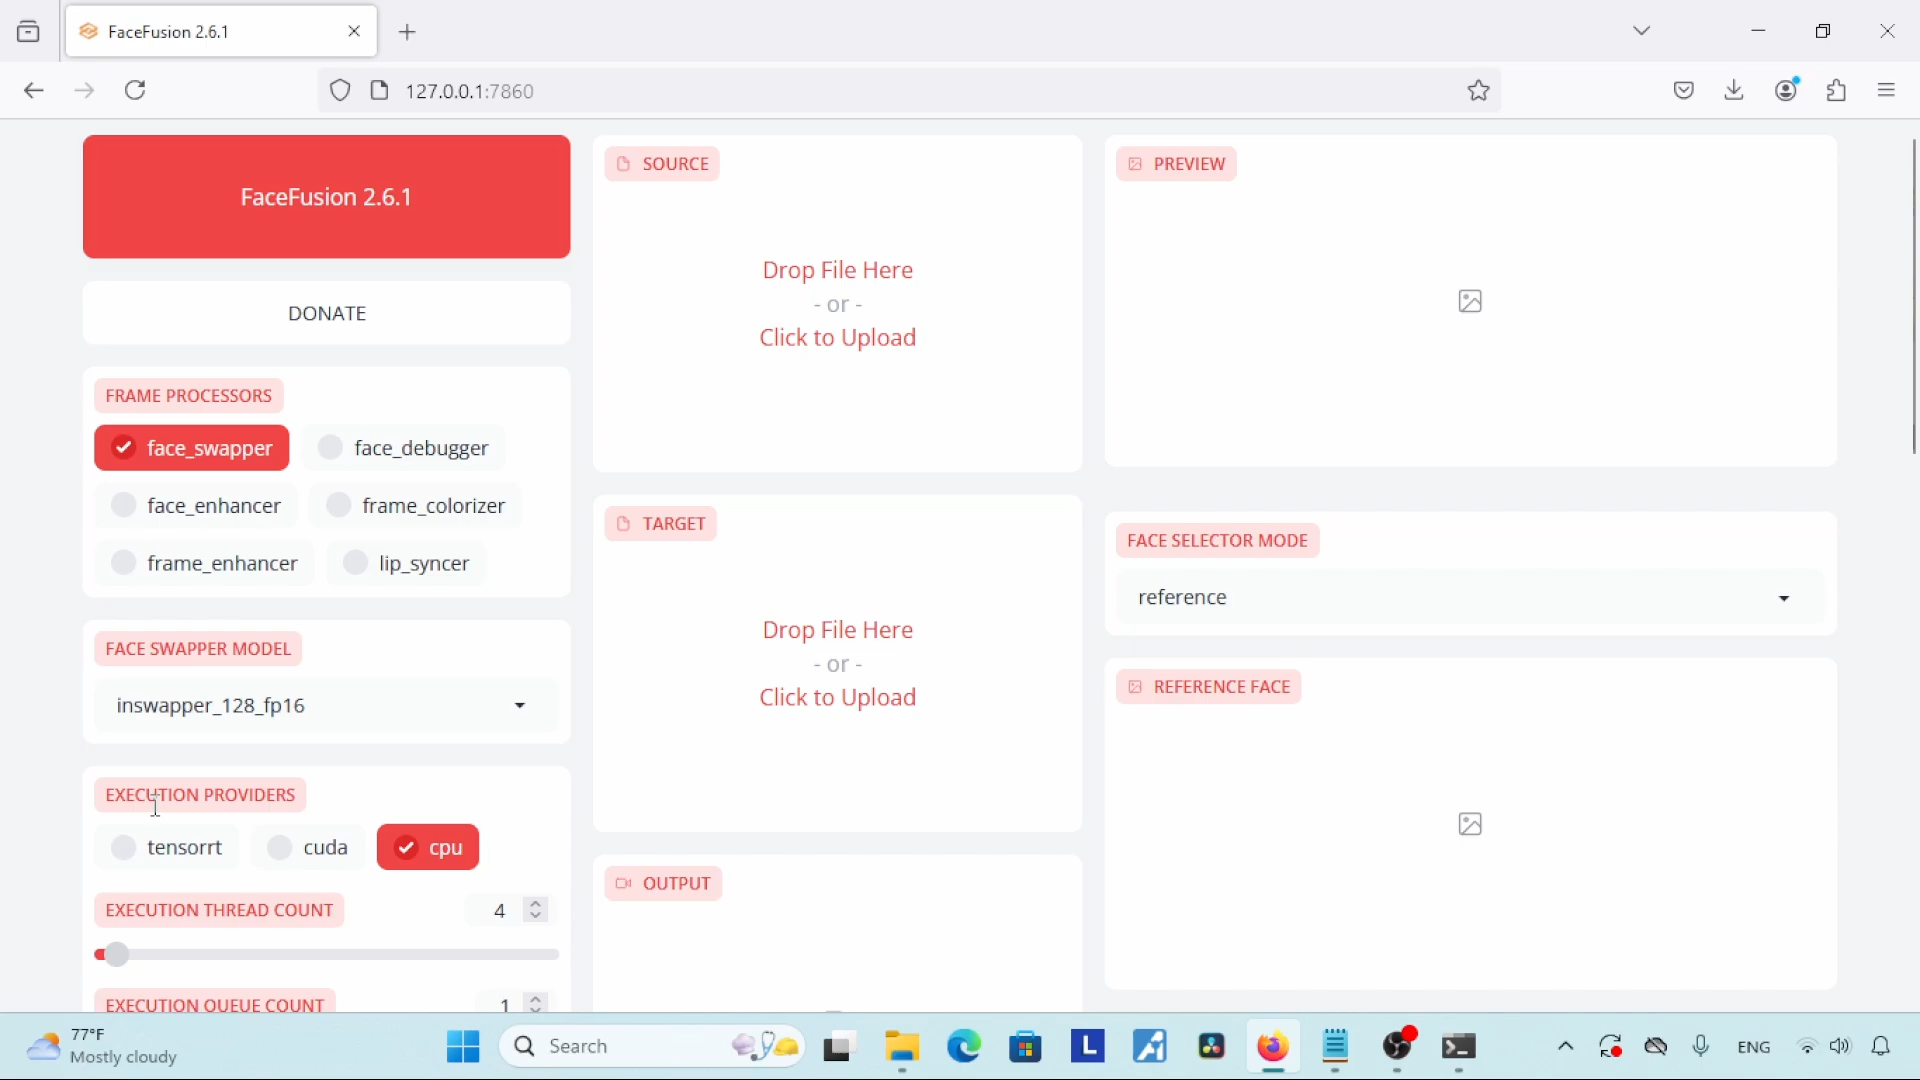 FaceFusion 2.6.1
127.0.0.1:7860
FaceFusion 2.6.1
DONATE
FRAME PROCESSORS
face_swapper
face_debugger
face_enhancer
frame_colorizer
frame_enhancer
lip_syncer
FACE SWAPPER MODEL
inswapper_128_fp16
EXECUTION PROVIDERS
tensorrt
cuda
cpu
EXECUTION THREAD COUNT
4
EXECUTION QUEUE COUNT
1
SOURCE
Drop File Here
- or -
Click to Upload
TARGET
Drop File Here
- or -
Click to Upload
OUTPUT
PREVIEW
FACE SELECTOR MODE
reference
REFERENCE FACE
77°F
Mostly cloudy
Search
L
ENG